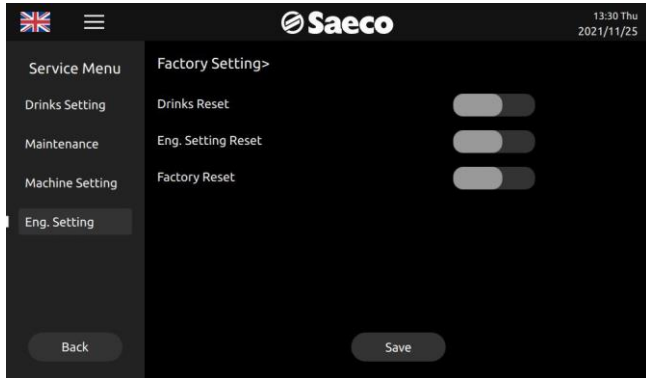 Saeco
13:30 Thu
2021/11/25
Service Menu
Drinks Setting
Maintenance
Machine Setting
Eng. Setting
Back
Factory Setting>
Drinks Reset
Eng. Setting Reset
Factory Reset
Save